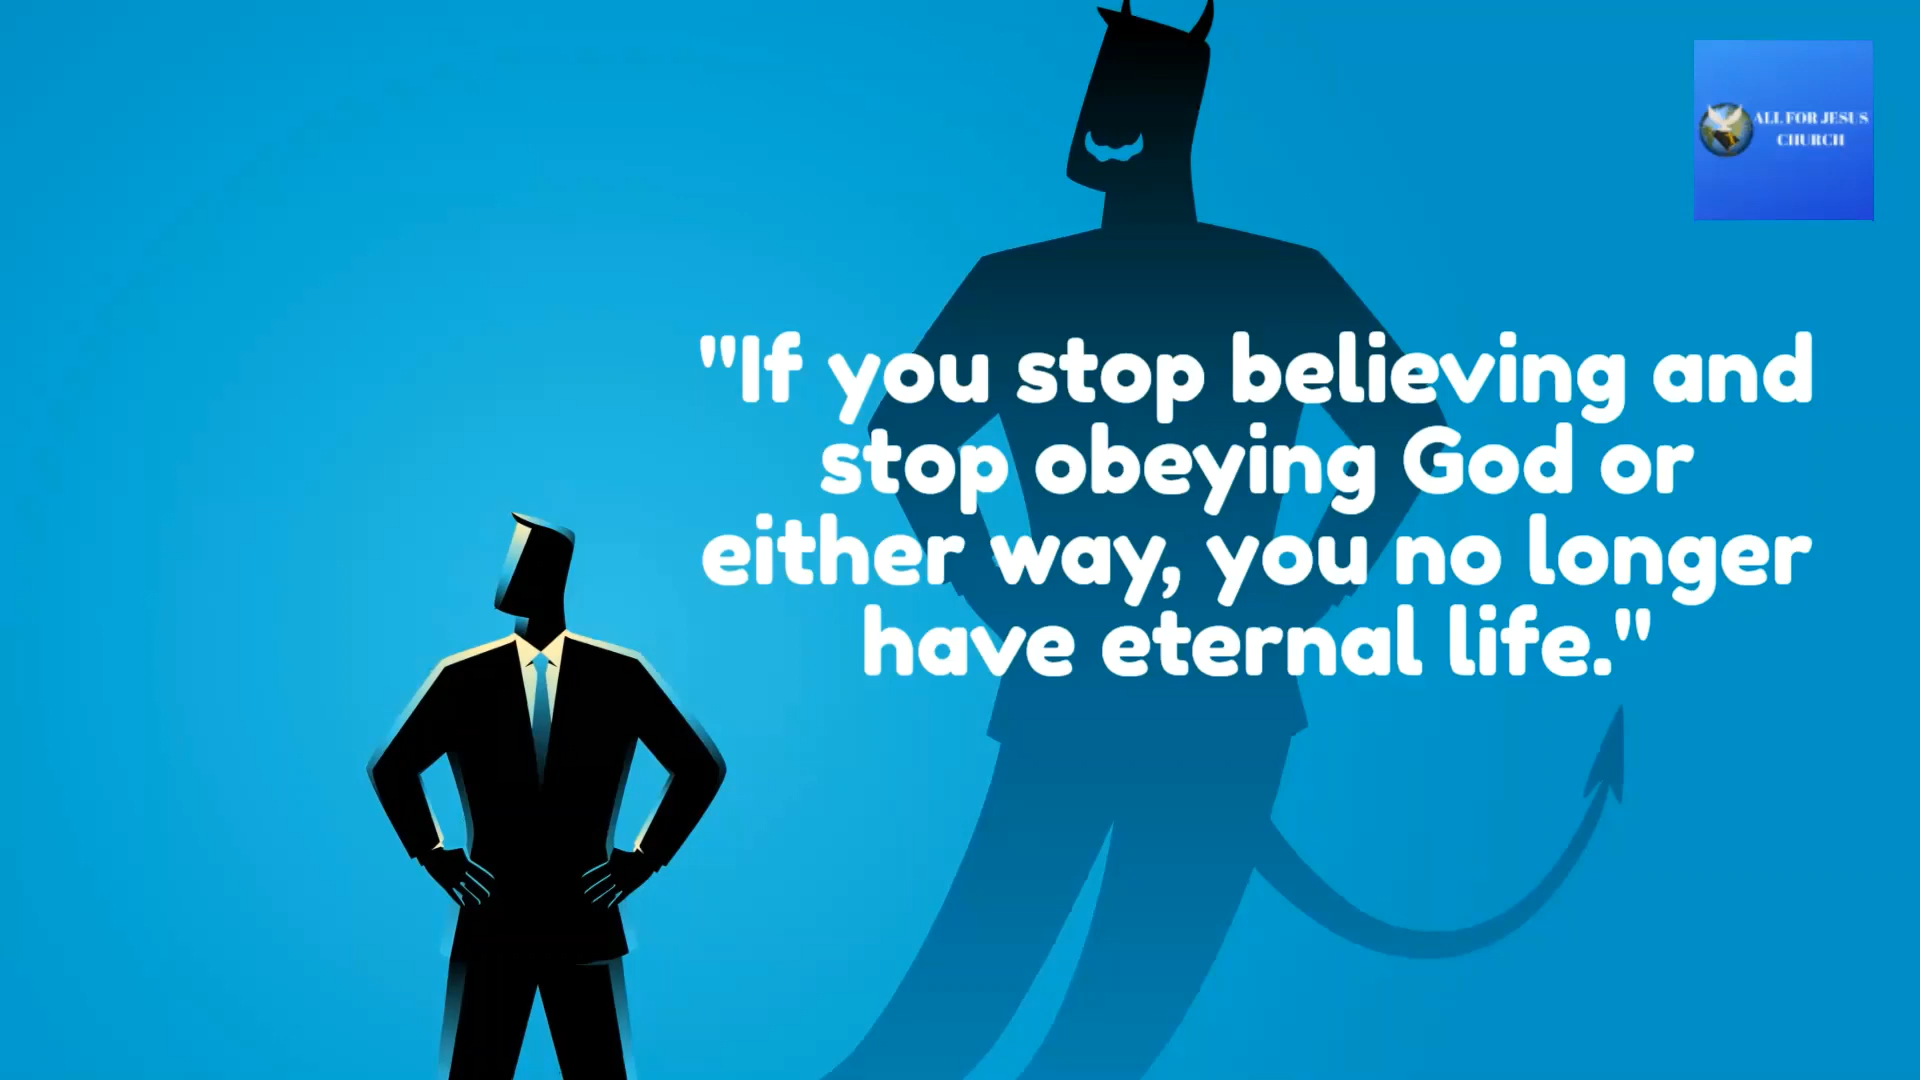 ALL FOR JESUS
CHURCH
"If you stop believing and
stop obeying God or
either way, you no longer
have eternal life."